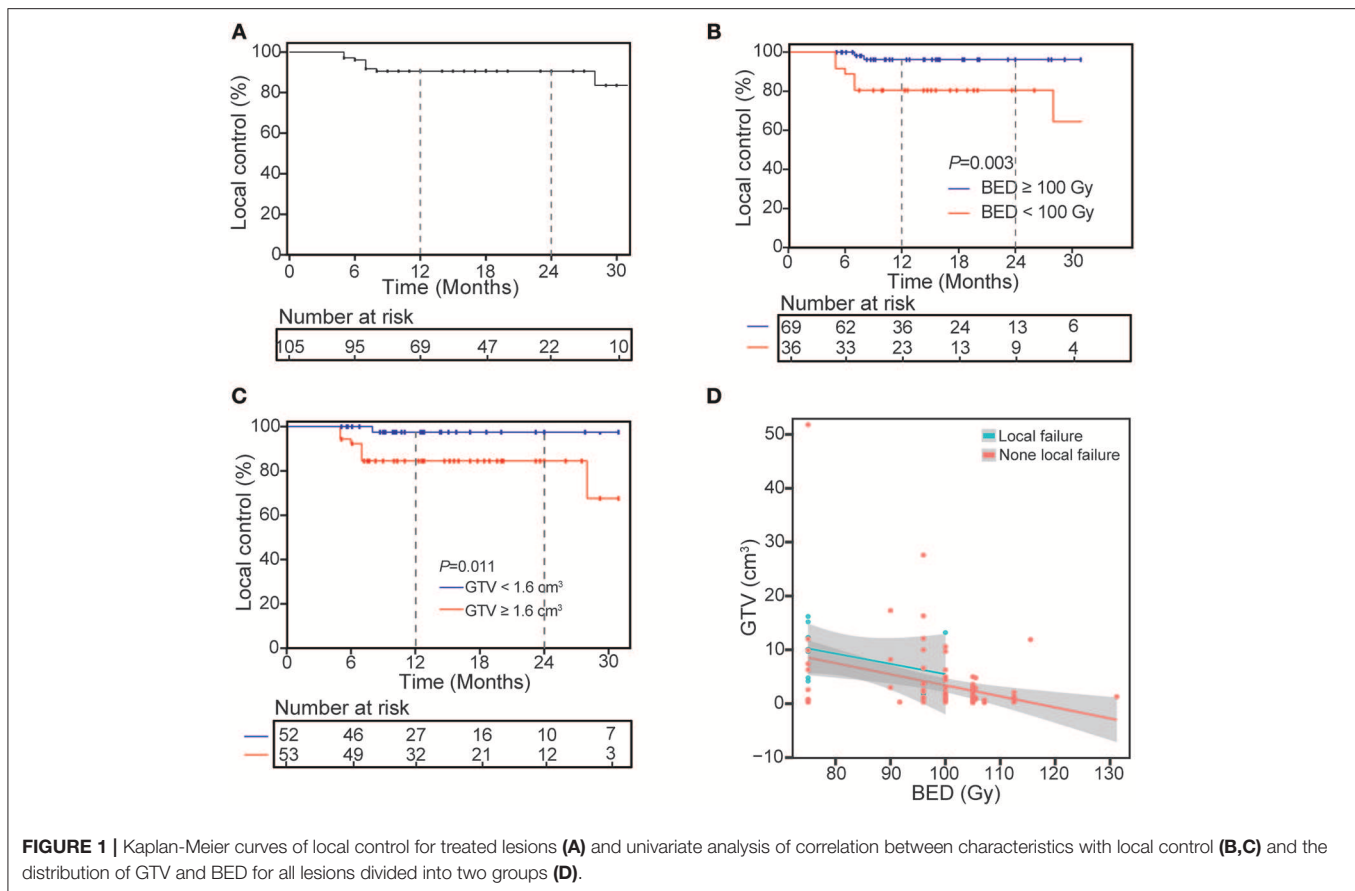 A
100
80
60
40
20
0
Local control (%)
0 6 12 18 24 30
Time (Months)
Number at risk
105 95 69 47 22 10
B
100
80
60
40
20
0
Local control (%)
P=0.003
BED ≥ 100 Gy
BED < 100 Gy
0 6 12 18 24 30
Time (Months)
Number at risk
69 62 36 24 13 6
36 33 23 13 9 4
C
100
80
60
40
20
0
Local control (%)
P=0.011
GTV < 1.6 cm³
GTV ≥ 1.6 cm³
0 6 12 18 24 30
Time (Months)
Number at risk
52 46 27 16 10 7
53 49 32 21 12 3
D
50
40
30
20
10
0
−10
GTV (cm³)
Local failure
None local failure
80 90 100 110 120 130
BED (Gy)
FIGURE 1 | Kaplan-Meier curves of local control for treated lesions (A) and univariate analysis of correlation between characteristics with local control (B,C) and the
distribution of GTV and BED for all lesions divided into two groups (D).